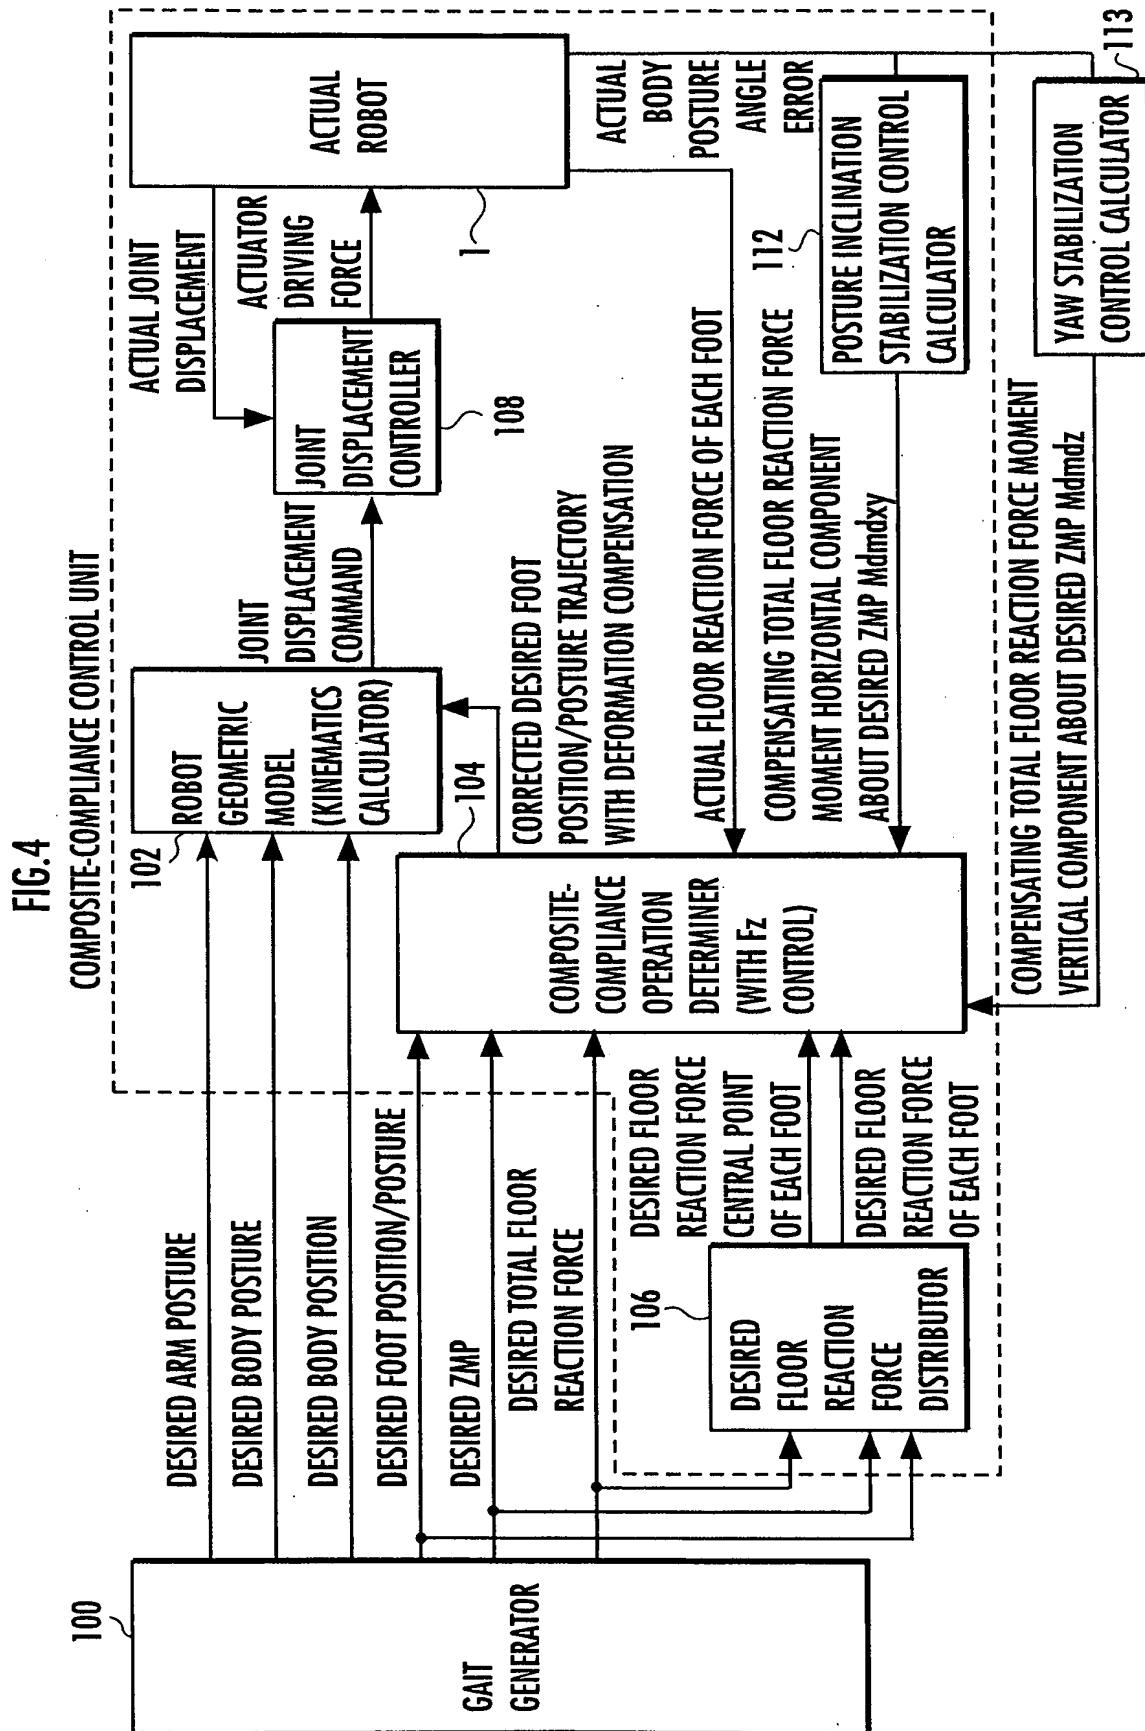 FIG.4
COMPOSITE-COMPLIANCE CONTROL UNIT
100
GAIT
GENERATOR
DESIRED ARM POSTURE
DESIRED BODY POSTURE
DESIRED BODY POSITION
DESIRED FOOT POSITION/POSTURE
DESIRED ZMP
DESIRED TOTAL FLOOR
REACTION FORCE
106
DESIRED
FLOOR
REACTION
FORCE
DISTRIBUTOR
DESIRED FLOOR
REACTION FORCE
CENTRAL POINT
OF EACH FOOT
DESIRED FLOOR
REACTION FORCE
OF EACH FOOT
102
ROBOT
GEOMETRIC
MODEL
(KINEMATICS
CALCULATOR)
104
COMPOSITE-
COMPLIANCE
OPERATION
DETERMINER
(WITH Fz
CONTROL)
JOINT
DISPLACEMENT
COMMAND
CORRECTED DESIRED FOOT
POSITION/POSTURE TRAJECTORY
WITH DEFORMATION COMPENSATION
JOINT
DISPLACEMENT
CONTROLLER
108
ACTUAL JOINT
DISPLACEMENT
ACTUATOR
DRIVING
FORCE
ACTUAL
ROBOT
1
ACTUAL FLOOR REACTION FORCE OF EACH FOOT
ACTUAL
BODY
POSTURE
ANGLE
ERROR
COMPENSATING TOTAL FLOOR REACTION FORCE
MOMENT HORIZONTAL COMPONENT
ABOUT DESIRED ZMP Mdmdxy
112
POSTURE INCLINATION
STABILIZATION CONTROL
CALCULATOR
COMPENSATING TOTAL FLOOR REACTION FORCE MOMENT
VERTICAL COMPONENT ABOUT DESIRED ZMP Mdmdz
YAW STABILIZATION
CONTROL CALCULATOR
113